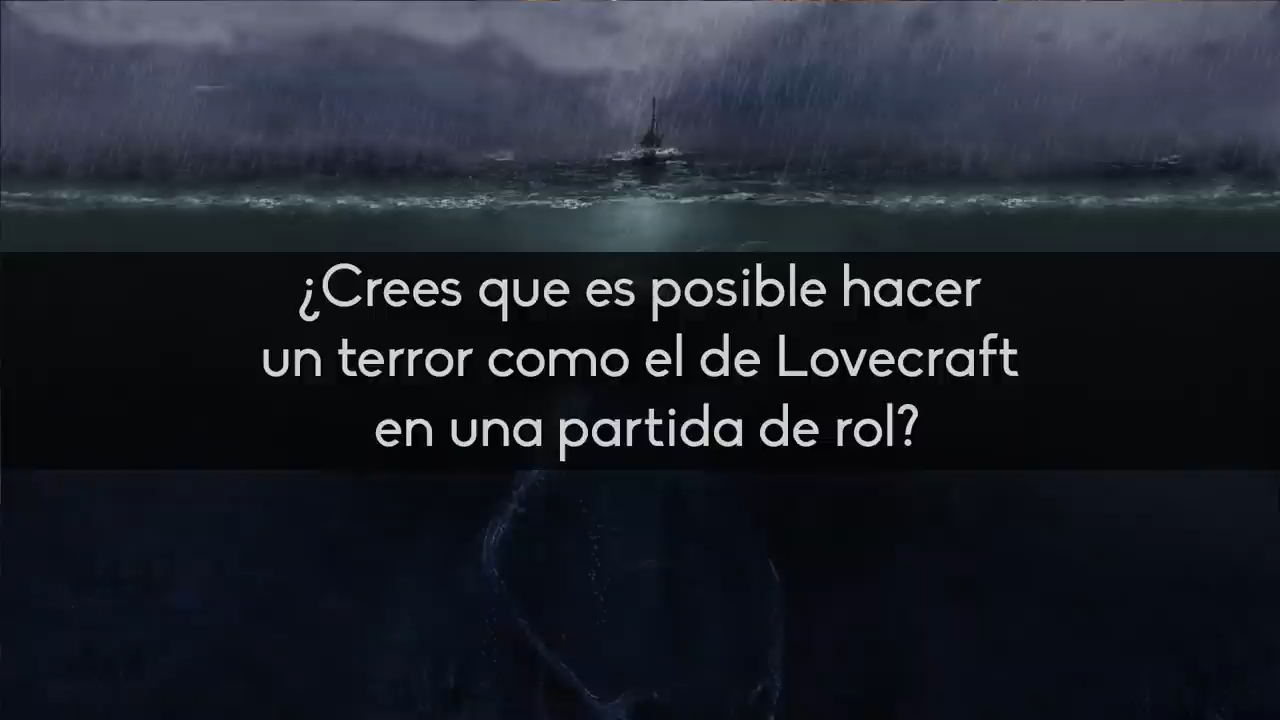 ¿Crees que es posible hacer
un terror como el de Lovecraft
en una partida de rol?